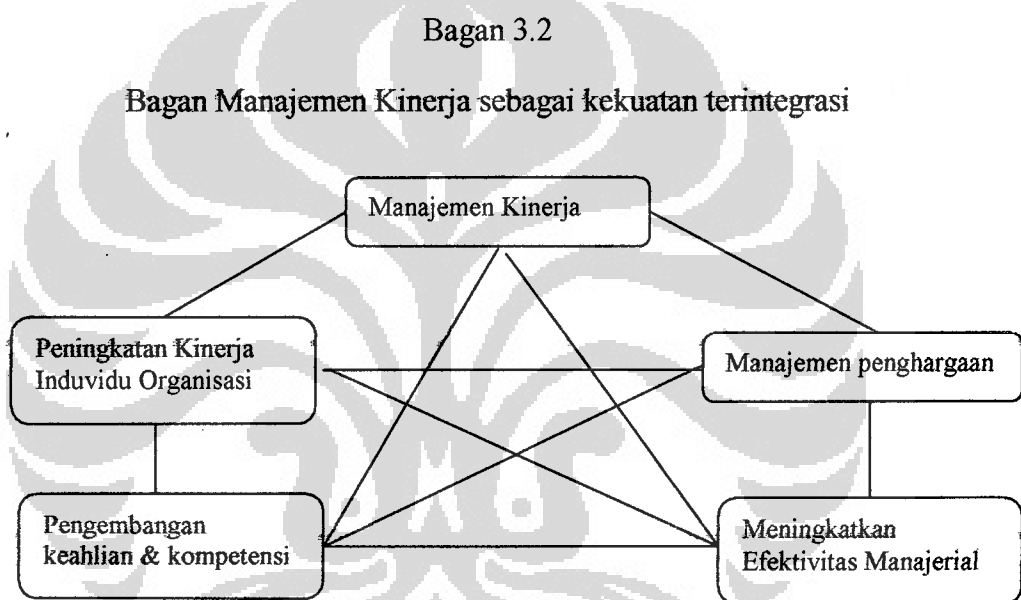 Bagan 3.2
Bagan Manajemen Kinerja sebagai kekuatan terintegrasi
Manajemen Kinerja
Peningkatan Kinerja
Induvidu Organisasi
Manajemen penghargaan
Pengembangan
keahlian & kompetensi
Meningkatkan
Efektivitas Manajerial